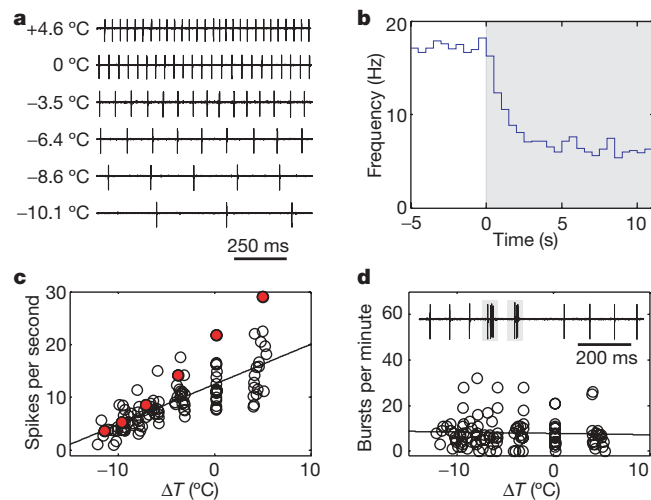 a
+4.6 °C
0 °C
−3.5 °C
−6.4 °C
−8.6 °C
−10.1 °C
250 ms
b
Frequency (Hz)
20
10
0
−5
0
5
10
Time (s)
c
Spikes per second
30
20
10
0
−10
0
10
ΔT (°C)
d
Bursts per minute
60
40
20
0
200 ms
−10
0
10
ΔT (°C)